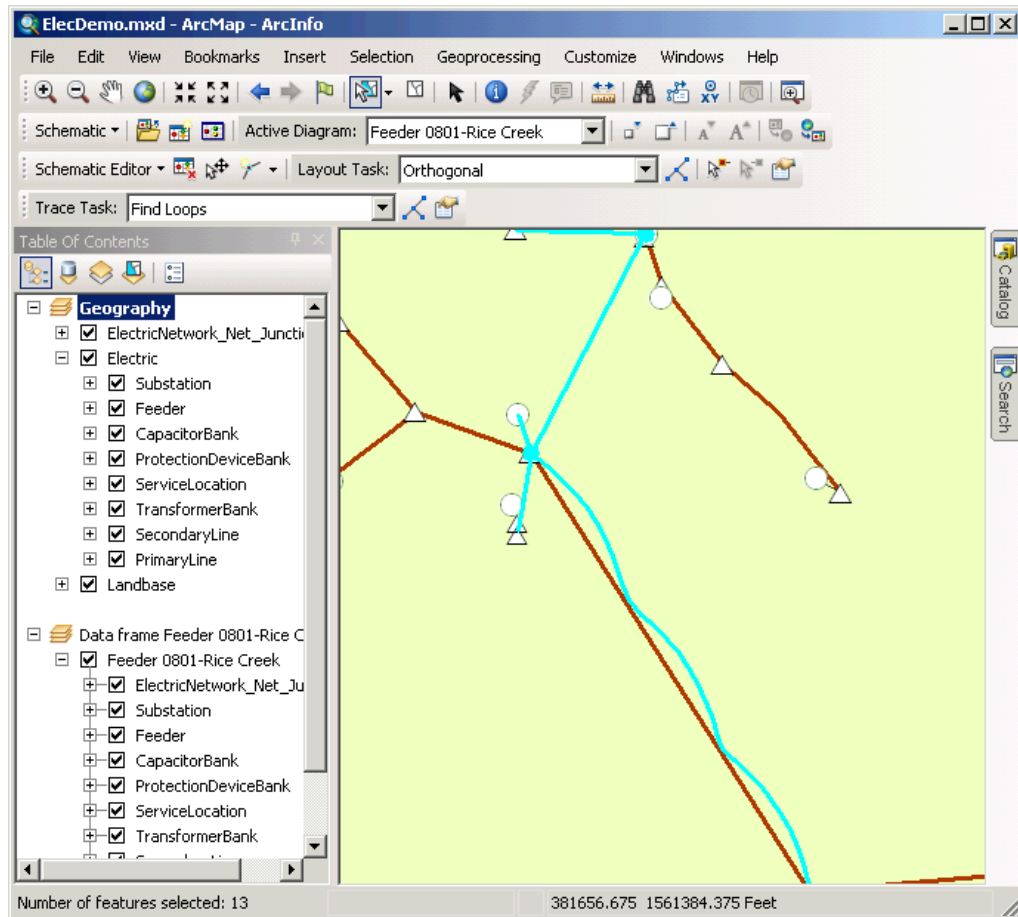 ElecDemo.mxd - ArcMap - ArcInfo
File Edit View Bookmarks Insert Selection Geoprocessing Customize Windows Help
Schematic Active Diagram: Feeder 0801-Rice Creek
Schematic Editor Layout Task: Orthogonal
Trace Task: Find Loops
Table Of Contents
Geography
ElectricNetwork_Net_Juncti
Electric
Substation
Feeder
CapacitorBank
ProtectionDeviceBank
ServiceLocation
TransformerBank
SecondaryLine
PrimaryLine
Landbase
Data frame Feeder 0801-Rice C
Feeder 0801-Rice Creek
ElectricNetwork_Net_Ju
Substation
Feeder
CapacitorBank
ProtectionDeviceBank
ServiceLocation
TransformerBank
Catalog
Search
Number of features selected: 13
381656.675 1561384.375 Feet